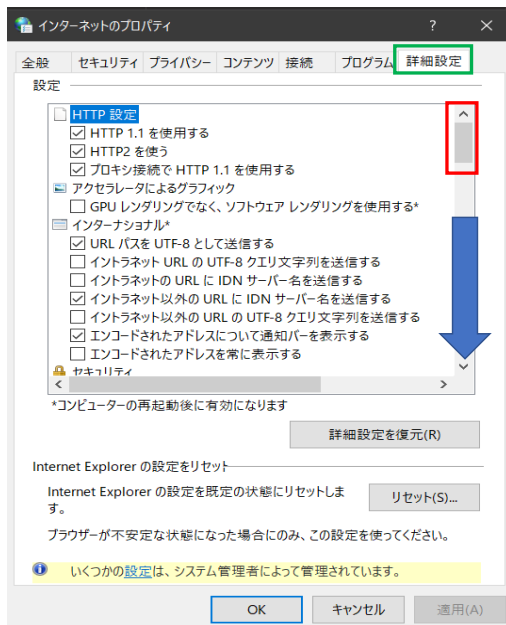 インターネットのプロパティ
全般 セキュリティ プライバシー コンテンツ 接続 プログラム 詳細設定
設定
HTTP 設定
HTTP 1.1 を使用する
HTTP2 を使う
プロキシ接続で HTTP 1.1 を使用する
アクセラレータによるグラフィック
GPU レンダリングでなく、ソフトウェア レンダリングを使用する*
インターナショナル*
URL パスを UTF-8 として送信する
イントラネット URL の UTF-8 クエリ文字列を送信する
イントラネットの URL に IDN サーバー名を送信する
イントラネット以外の URL に IDN サーバー名を送信する
イントラネット以外の URL の UTF-8 クエリ文字列を送信する
エンコードされたアドレスについて通知バーを表示する
エンコードされたアドレスを常に表示する
セキュリティ
*コンピューターの再起動後に有効になります
詳細設定を復元(R)
Internet Explorer の設定をリセット
Internet Explorer の設定を既定の状態にリセットしま
す。
リセット(S)...
ブラウザーが不安定な状態になった場合にのみ、この設定を使ってください。
いくつかの設定は、システム管理者によって管理されています。
OK キャンセル 適用(A)